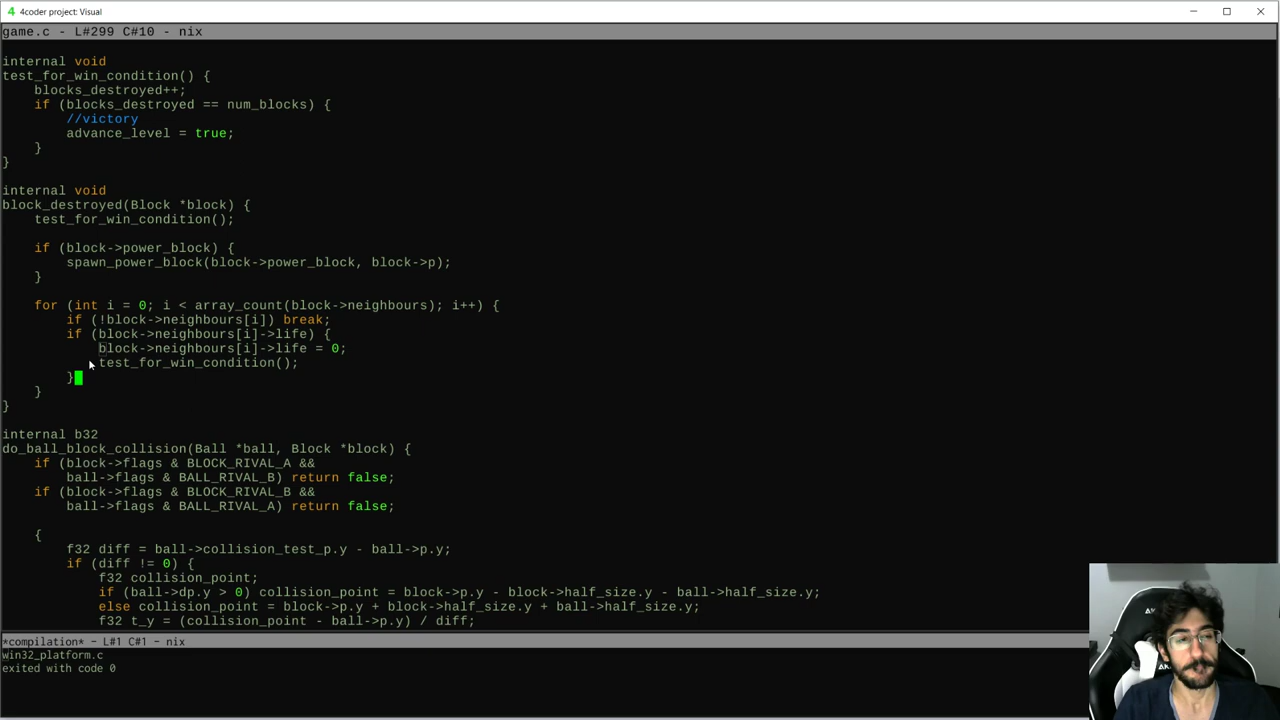 4 4coder project: Visual
game.c - L#299 C#10 - nix
internal void
test_for_win_condition() {
    blocks_destroyed++;
    if (blocks_destroyed == num_blocks) {
        //victory
        advance_level = true;
    }
}
internal void
block_destroyed(Block *block) {
    test_for_win_condition();
    if (block->power_block) {
        spawn_power_block(block->power_block, block->p);
    }
    for (int i = 0; i < array_count(block->neighbours); i++) {
        if (!block->neighbours[i]) break;
        if (block->neighbours[i]->life) {
            block->neighbours[i]->life = 0;
            test_for_win_condition();
        }
    }
}
internal b32
do_ball_block_collision(Ball *ball, Block *block) {
    if (block->flags & BLOCK_RIVAL_A &&
        ball->flags & BALL_RIVAL_B) return false;
    if (block->flags & BLOCK_RIVAL_B &&
        ball->flags & BALL_RIVAL_A) return false;
    {
        f32 diff = ball->collision_test_p.y - ball->p.y;
        if (diff != 0) {
            f32 collision_point;
            if (ball->dp.y > 0) collision_point = block->p.y - block->half_size.y - ball->half_size.y;
            else collision_point = block->p.y + block->half_size.y + ball->half_size.y;
            f32 t_y = (collision_point - ball->p.y) / diff;
*compilation* - L#1 C#1 - nix
win32_platform.c
exited with code 0